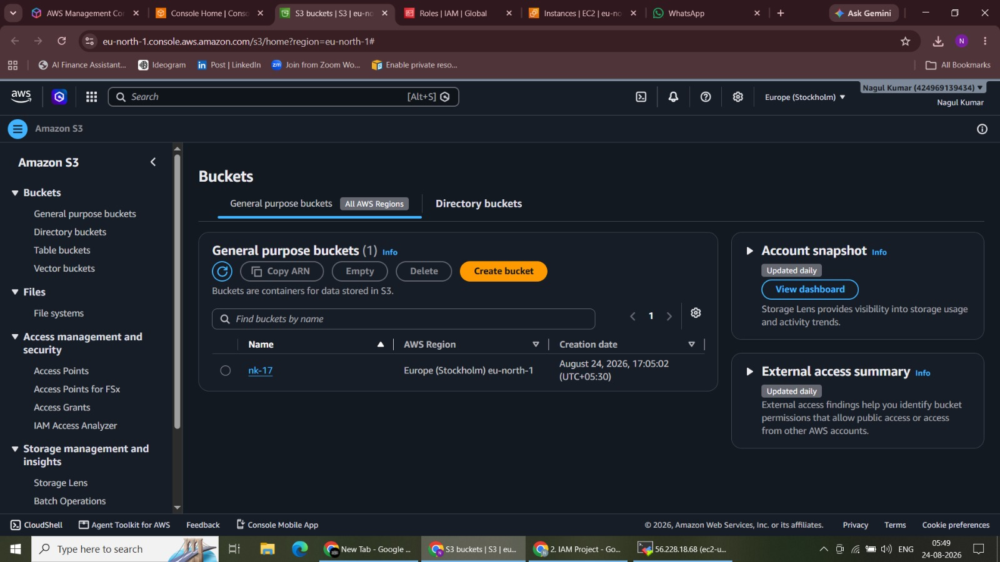 AWS Management Co
Console Home | Conso
S3 buckets | S3 | eu-no
Roles | IAM | Global
Instances | EC2 | eu-no
WhatsApp
Ask Gemini
eu-north-1.console.aws.amazon.com/s3/home?region=eu-north-1#
N
AI Finance Assistant...
Ideogram
in Post | LinkedIn
zm Join from Zoom Wo...
Enable private reso...
All Bookmarks
aws
Search
[Alt+S]
Europe (Stockholm)
Nagul Kumar (424969139434)
Nagul Kumar
Amazon S3
Amazon S3
Buckets
General purpose buckets
Directory buckets
Table buckets
Vector buckets
Files
File systems
Access management and
security
Access Points
Access Points for FSx
Access Grants
IAM Access Analyzer
Storage management and
insights
Storage Lens
Batch Operations
Buckets
General purpose buckets All AWS Regions
Directory buckets
General purpose buckets (1) Info
Copy ARN
Empty
Delete
Create bucket
Buckets are containers for data stored in S3.
Find buckets by name
1
Name
AWS Region
Creation date
nk-17
Europe (Stockholm) eu-north-1
August 24, 2026, 17:05:02
(UTC+05:30)
Account snapshot Info
Updated daily
View dashboard
Storage Lens provides visibility into storage usage
and activity trends.
External access summary Info
Updated daily
External access findings help you identify bucket
permissions that allow public access or access
from other AWS accounts.
CloudShell
Agent Toolkit for AWS
Feedback
Console Mobile App
© 2026, Amazon Web Services, Inc. or its affiliates.
Privacy
Terms
Cookie preferences
Type here to search
New Tab - Google ...
S3 buckets | S3 | eu...
2. IAM Project - Go...
56.228.18.68 (ec2-u...
ENG
05:49
24-08-2026